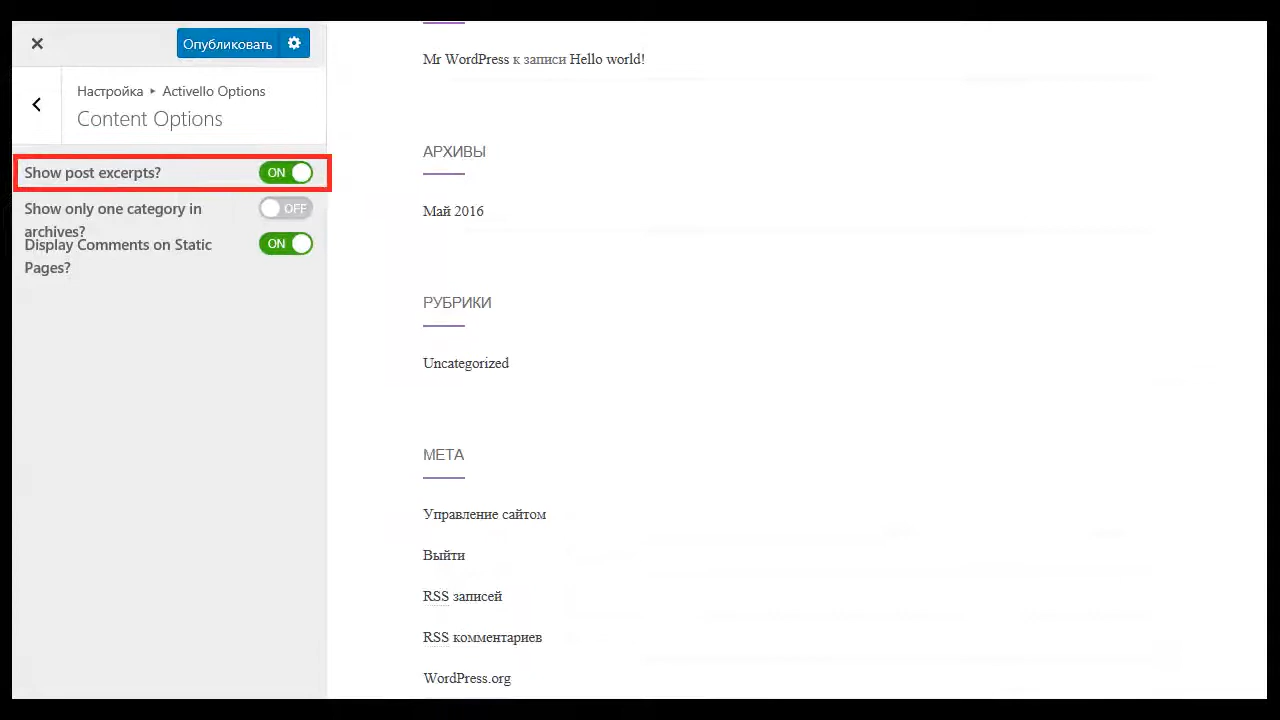 Опубликовать
Настройка ▸ Activello Options
Content Options
Show post excerpts? ON
Show only one category in archives? OFF
Display Comments on Static Pages? ON
Mr WordPress к записи Hello world!
АРХИВЫ
Май 2016
РУБРИКИ
Uncategorized
МЕТА
Управление сайтом
Выйти
RSS записей
RSS комментариев
WordPress.org